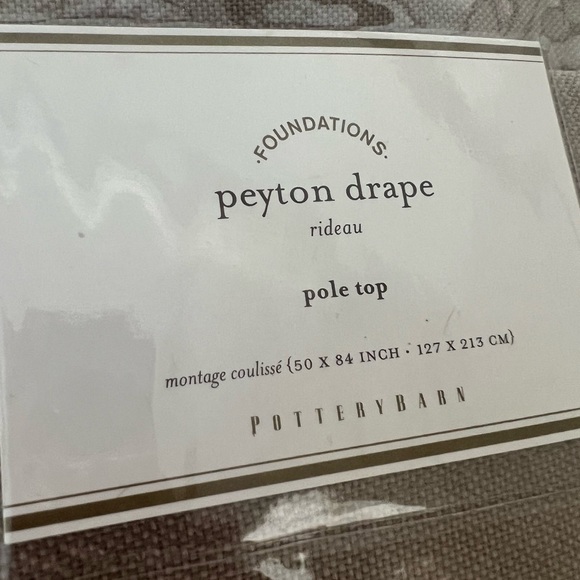 ·FOUNDATIONS·
peyton drape
rideau
pole top
montage coulissé {50 X 84 INCH · 127 X 213 CM}
POTTERYBARN